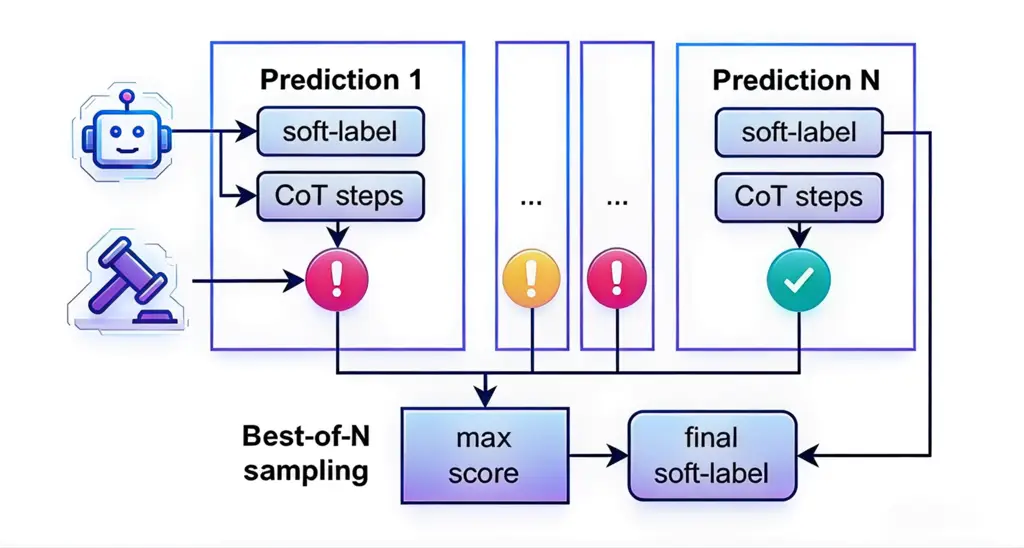 Prediction 1
soft-label
CoT steps
...
...
Prediction N
soft-label
CoT steps
Best-of-N
sampling
max
score
final
soft-label